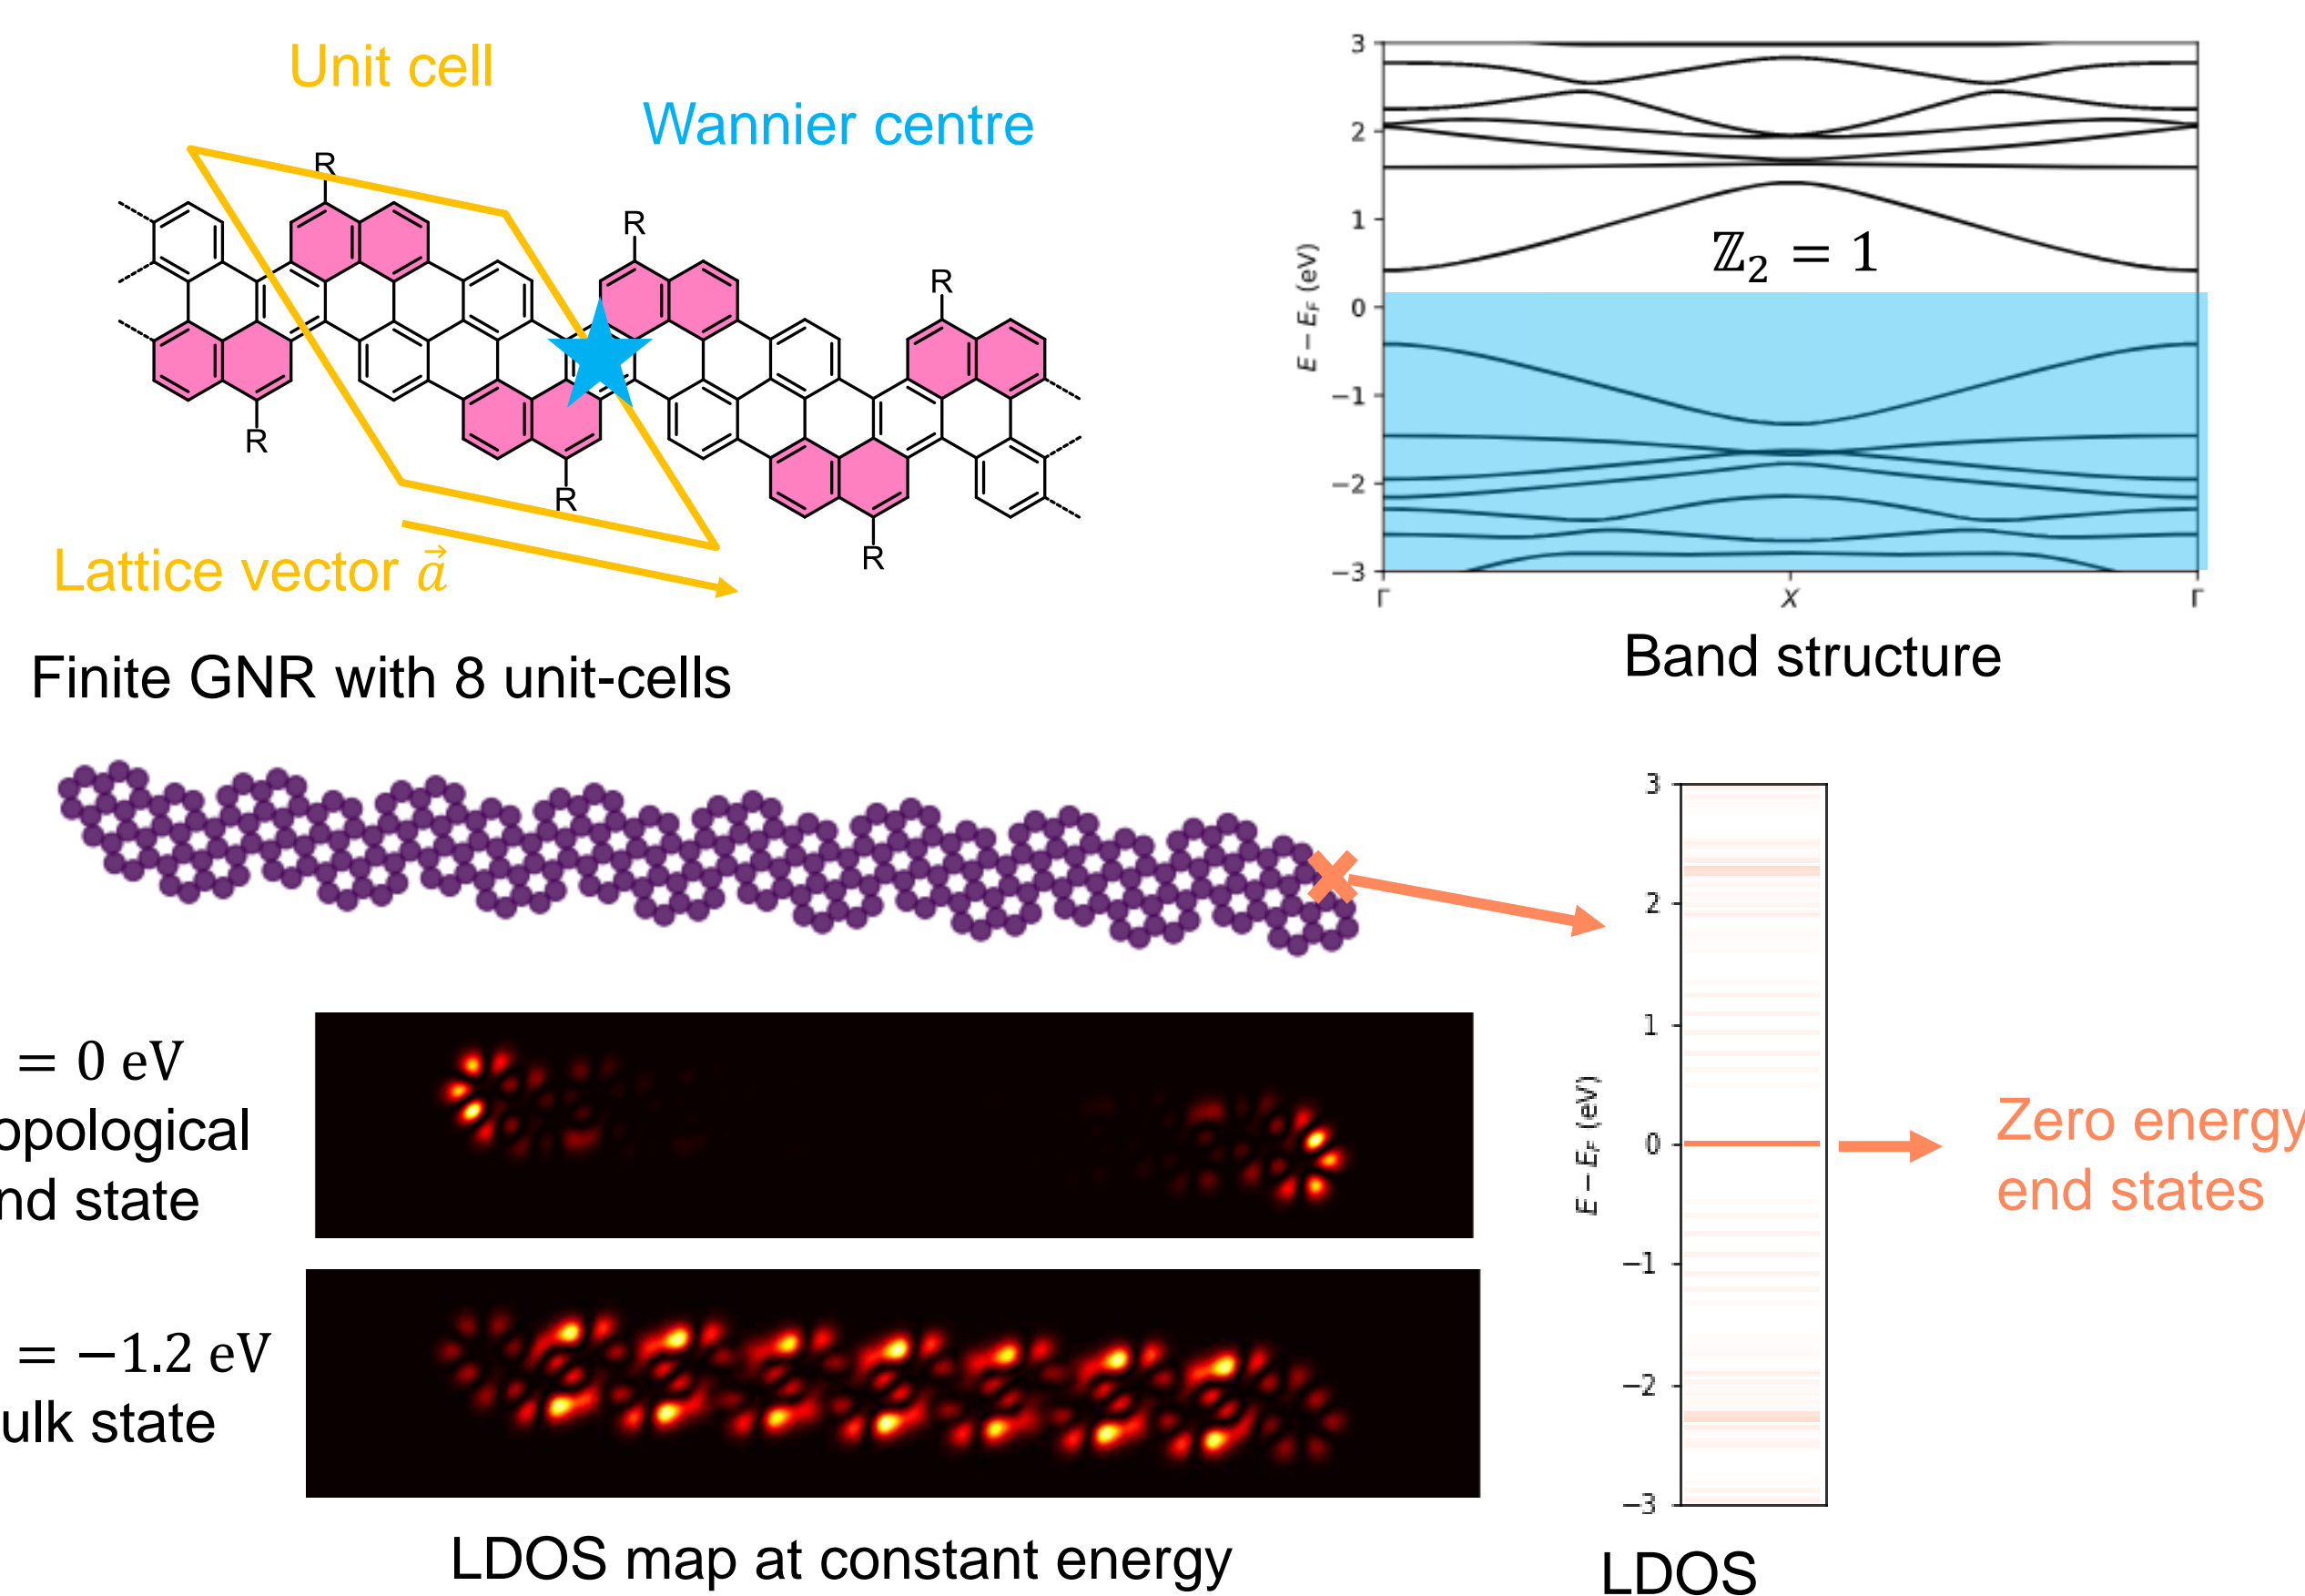 Unit cell
Wannier centre
R
R
R
R
R
R
Lattice vector a⃗
Finite GNR with 8 unit-cells
3
2
1
0
−1
−2
−3
E − E_F (eV)
ℤ₂ = 1
Γ
X
Γ
Band structure
= 0 eV
pological
nd state
= −1.2 eV
ulk state
LDOS map at constant energy
3
2
1
0
−1
−2
−3
E − E_F (eV)
Zero energy
end states
LDOS